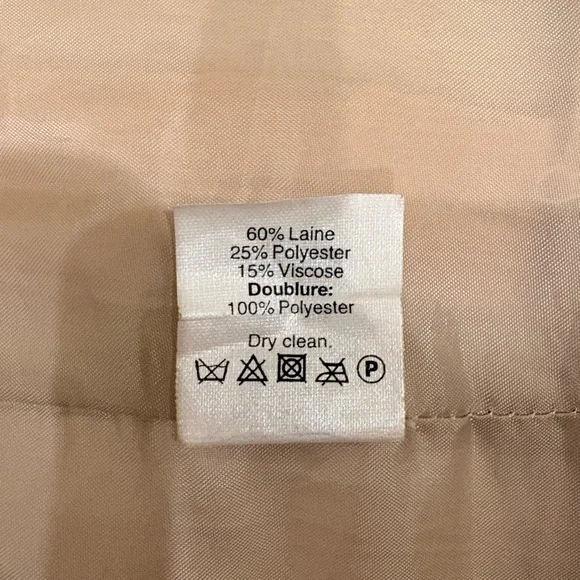 60% Laine
25% Polyester
15% Viscose
Doublure:
100% Polyester
Dry clean.
P